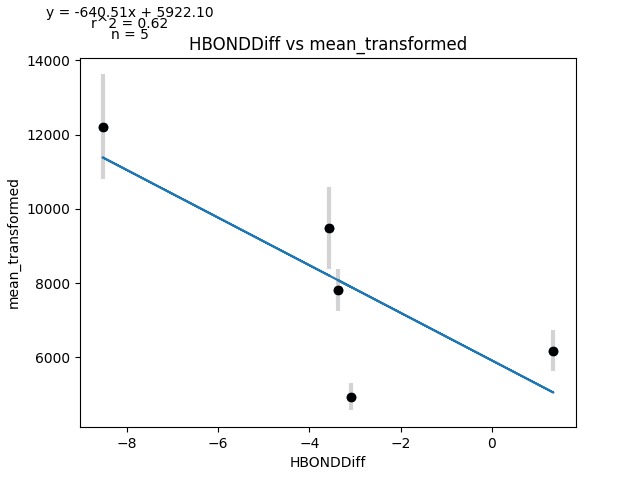 y = -640.51x + 5922.10
r^2 = 0.62
n = 5
HBONDDiff vs mean_transformed
14000
12000
10000
8000
6000
mean_transformed
−8
−6
−4
−2
0
HBONDDiff